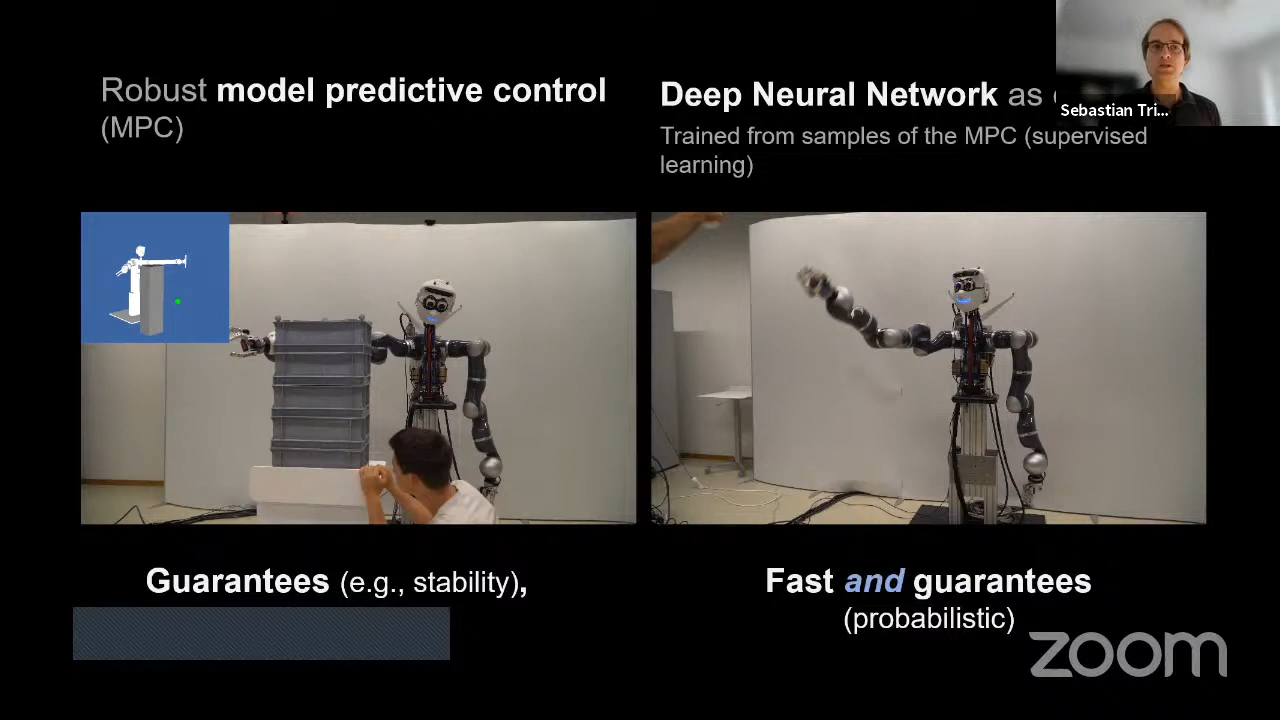 Robust model predictive control
(MPC)
Deep Neural Network as
Trained from samples of the MPC (supervised
learning)
Sebastian Tri...
Guarantees (e.g., stability),
Fast and guarantees
(probabilistic)
zoom